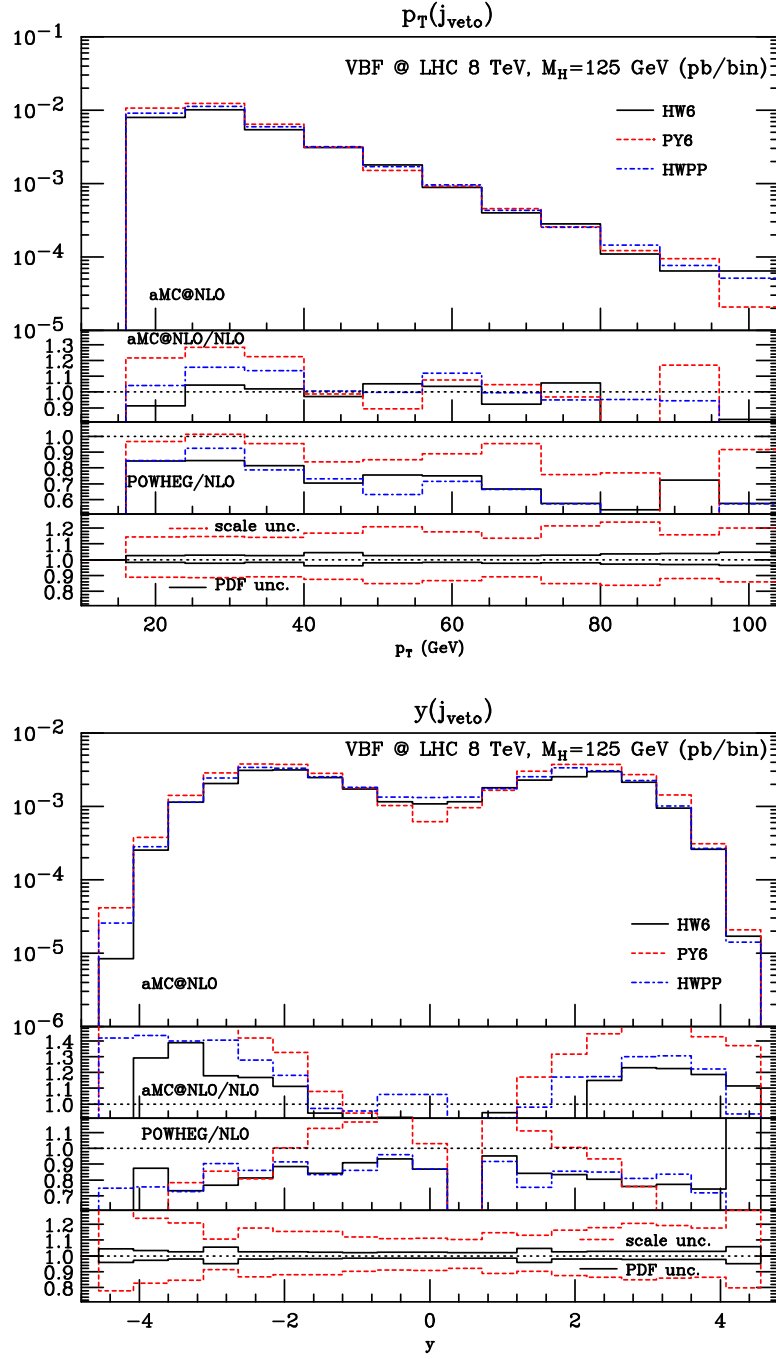 p_T(j_veto)
10^-1
VBF @ LHC 8 TeV, M_H=125 GeV (pb/bin)
10^-2
HW6
PY6
10^-3
HWPP
10^-4
aMC@NLO
10^-5
aMC@NLO/NLO
1.3
1.2
1.1
1.0
0.9
1.0
0.9
0.8
0.7
POWHEG/NLO
0.6
1.2
scale unc.
1.1
1.0
0.9
PDF unc.
0.8
20 40 60 80 100
p_T (GeV)
y(j_veto)
10^-2
VBF @ LHC 8 TeV, M_H=125 GeV (pb/bin)
10^-3
10^-4
HW6
10^-5
PY6
aMC@NLO
HWPP
10^-6
1.4
1.3
1.2
1.1
aMC@NLO/NLO
1.0
POWHEG/NLO
1.1
1.0
0.9
0.8
0.7
1.2
scale unc.
1.1
1.0
PDF unc.
0.9
0.8
−4 −2 0 2 4
y